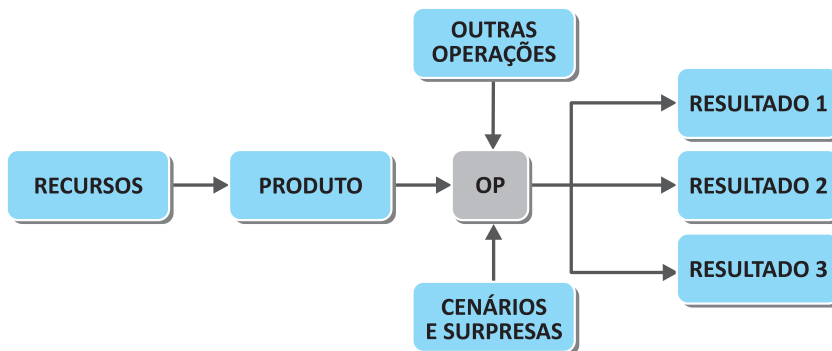 OUTRAS
OPERAÇÕES
RECURSOS
PRODUTO
OP
RESULTADO 1
RESULTADO 2
RESULTADO 3
CENÁRIOS
E SURPRESAS